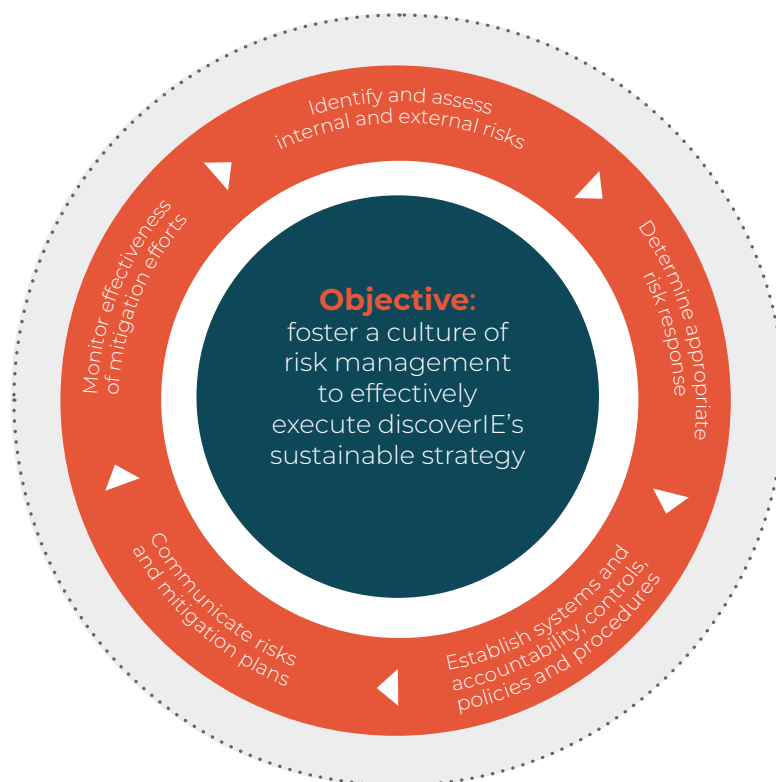 Identify and assess
internal and external risks
Determine appropriate
risk response
Establish systems and
accountability, controls,
policies and procedures
Communicate risks
and mitigation plans
Monitor effectiveness
of mitigation efforts
Objective:
foster a culture of
risk management
to effectively
execute discoverIE’s
sustainable strategy